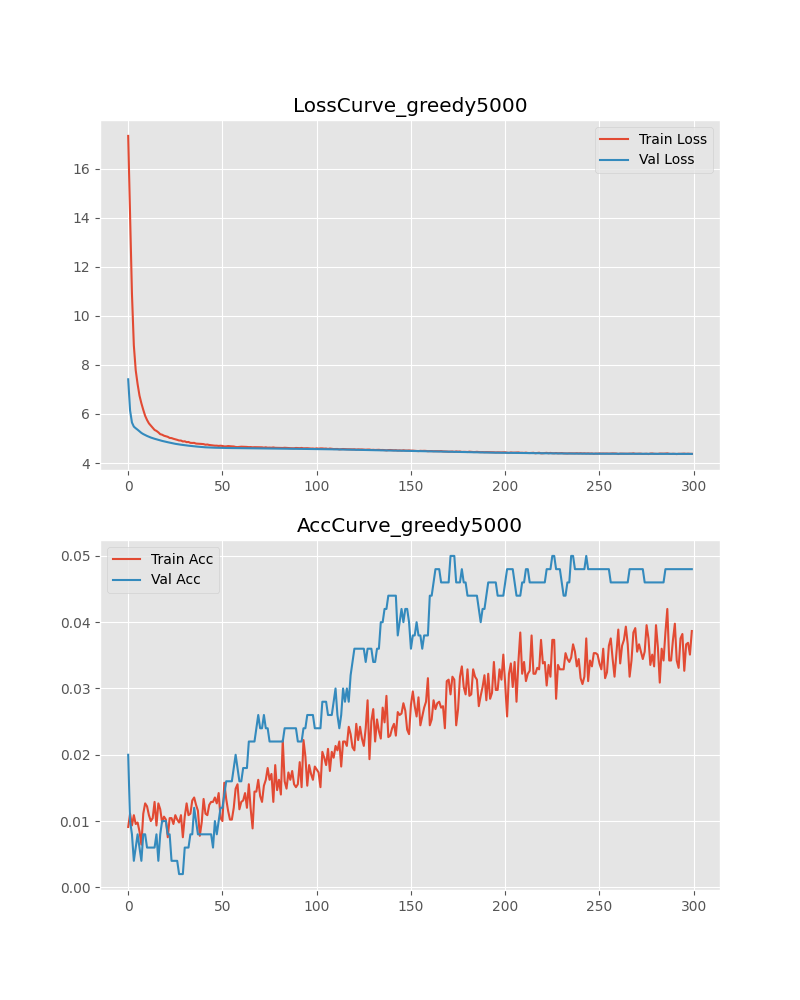 LossCurve_greedy5000
Train Loss
Val Loss
16
14
12
10
8
6
4
0 50 100 150 200 250 300
AccCurve_greedy5000
Train Acc
Val Acc
0.05
0.04
0.03
0.02
0.01
0.00
0 50 100 150 200 250 300